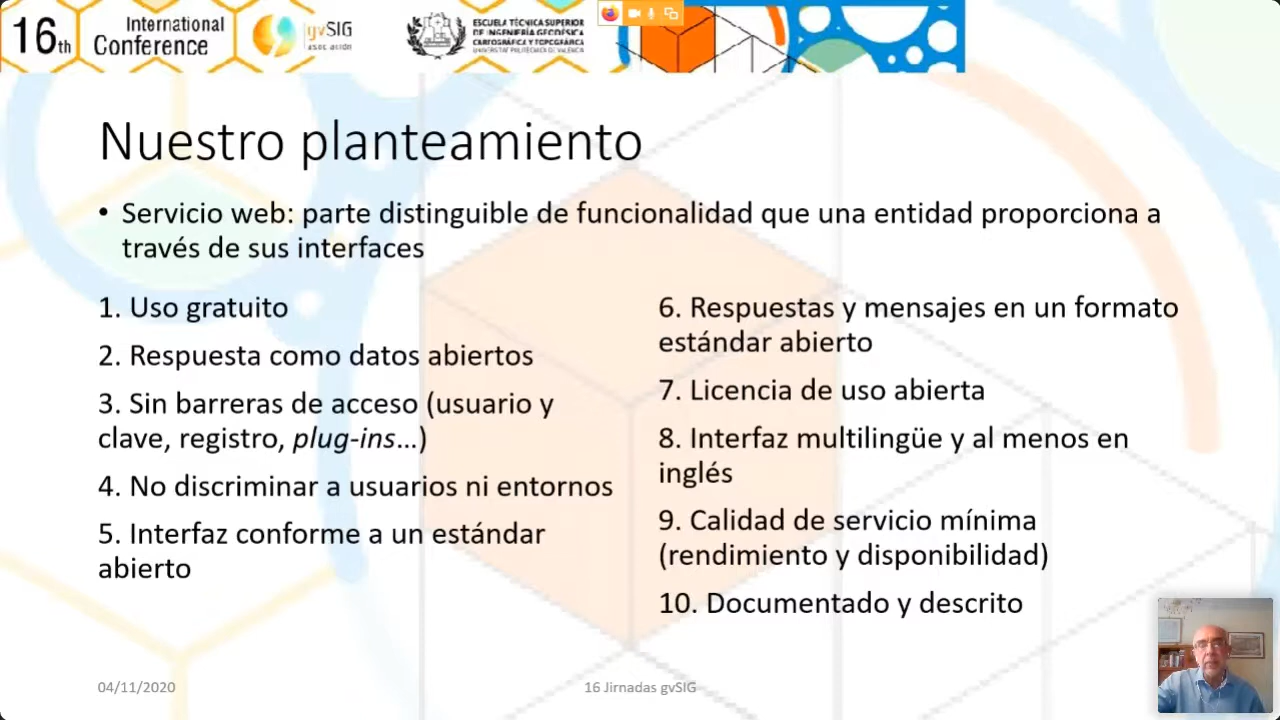 16th
International
Conference
gvSIG
asociación
ESCUELA TÉCNICA SUPERIOR
DE INGENIERÍA GEODÉSICA
CARTOGRÁFICA Y TOPOGRÁFICA
UNIVERSITAT POLITÈCNICA DE VALÈNCIA
Nuestro planteamiento
• Servicio web: parte distinguible de funcionalidad que una entidad proporciona a
través de sus interfaces
1. Uso gratuito
2. Respuesta como datos abiertos
3. Sin barreras de acceso (usuario y
clave, registro, plug-ins...)
4. No discriminar a usuarios ni entornos
5. Interfaz conforme a un estándar
abierto
6. Respuestas y mensajes en un formato
estándar abierto
7. Licencia de uso abierta
8. Interfaz multilingüe y al menos en
inglés
9. Calidad de servicio mínima
(rendimiento y disponibilidad)
10. Documentado y descrito
04/11/2020
16 Jirnadas gvSIG